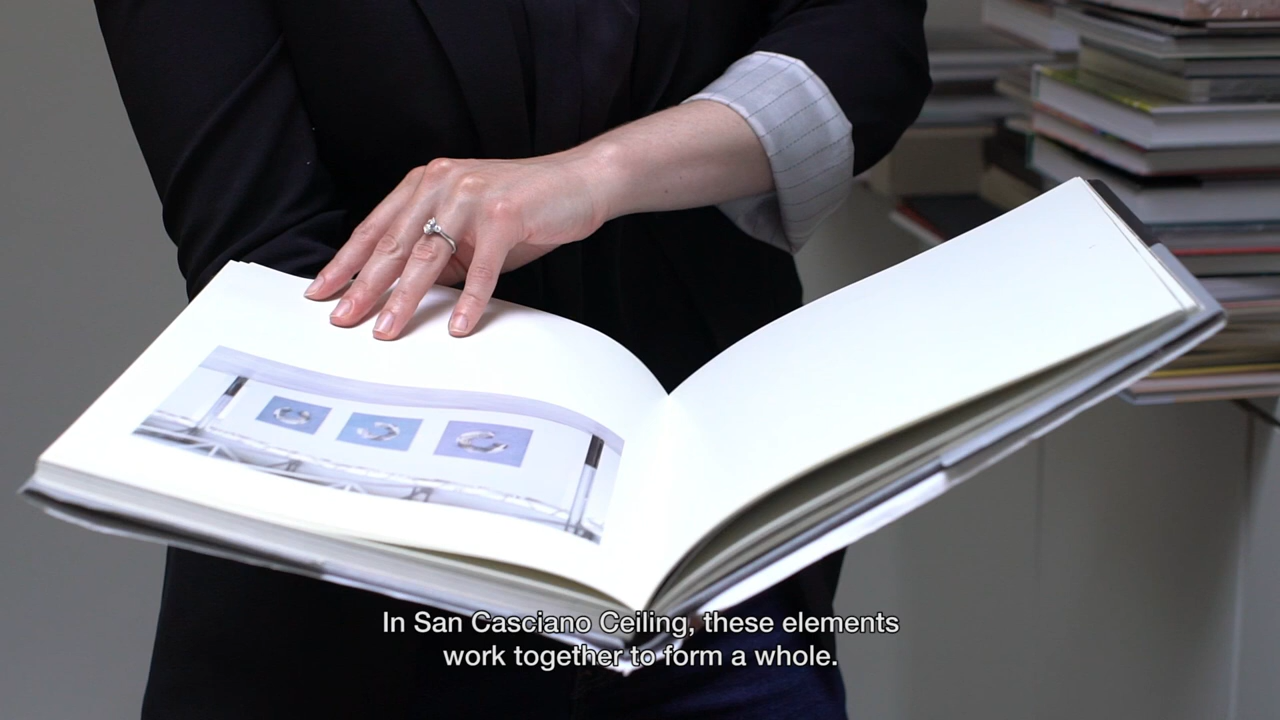 In San Casciano Ceiling, these elements
work together to form a whole.